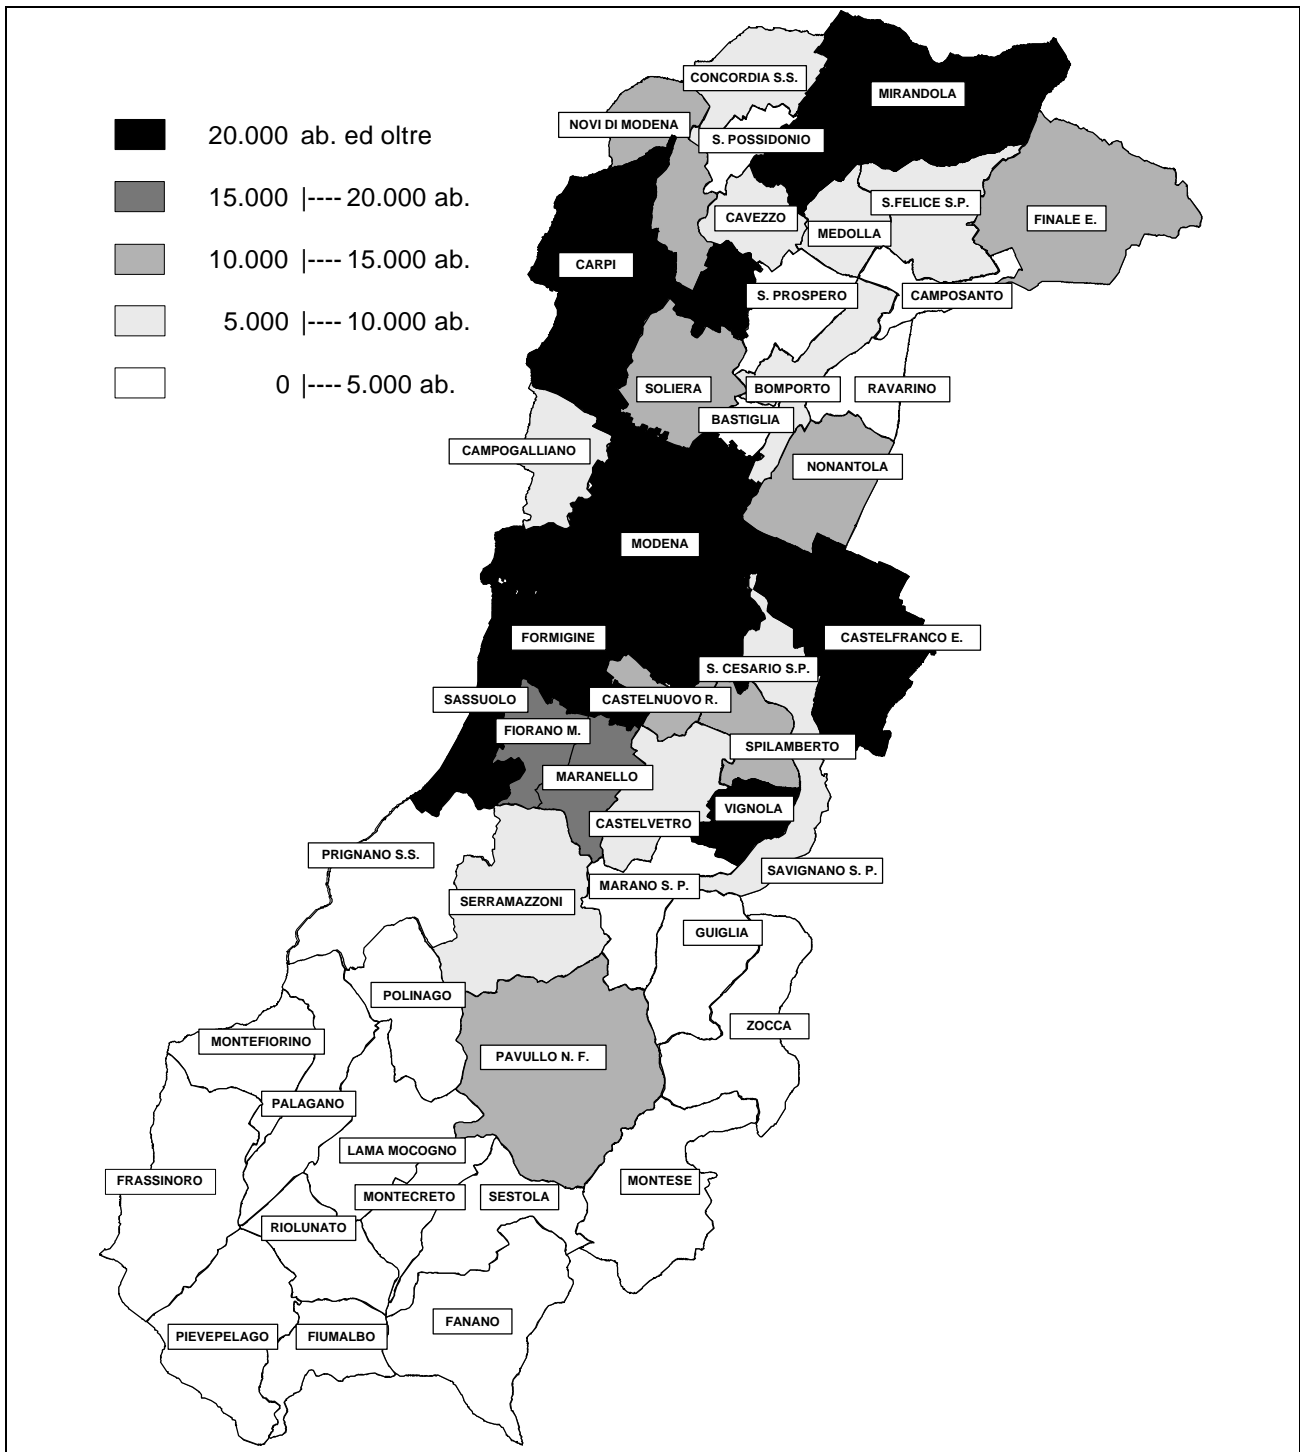 20.000 ab. ed oltre
15.000 |---- 20.000 ab.
10.000 |---- 15.000 ab.
5.000 |---- 10.000 ab.
0 |---- 5.000 ab.
CONCORDIA S.S.
MIRANDOLA
NOVI DI MODENA
S. POSSIDONIO
S.FELICE S.P.
CAVEZZO
FINALE E.
MEDOLLA
CARPI
S. PROSPERO
CAMPOSANTO
SOLIERA
BOMPORTO
RAVARINO
BASTIGLIA
CAMPOGALLIANO
NONANTOLA
MODENA
FORMIGINE
CASTELFRANCO E.
S. CESARIO S.P.
SASSUOLO
CASTELNUOVO R.
FIORANO M.
SPILAMBERTO
MARANELLO
VIGNOLA
CASTELVETRO
PRIGNANO S.S.
SAVIGNANO S. P.
MARANO S. P.
SERRAMAZZONI
GUIGLIA
POLINAGO
ZOCCA
MONTEFIORINO
PAVULLO N. F.
PALAGANO
LAMA MOCOGNO
FRASSINORO
MONTESE
MONTECRETO
SESTOLA
RIOLUNATO
FANANO
PIEVEPELAGO
FIUMALBO